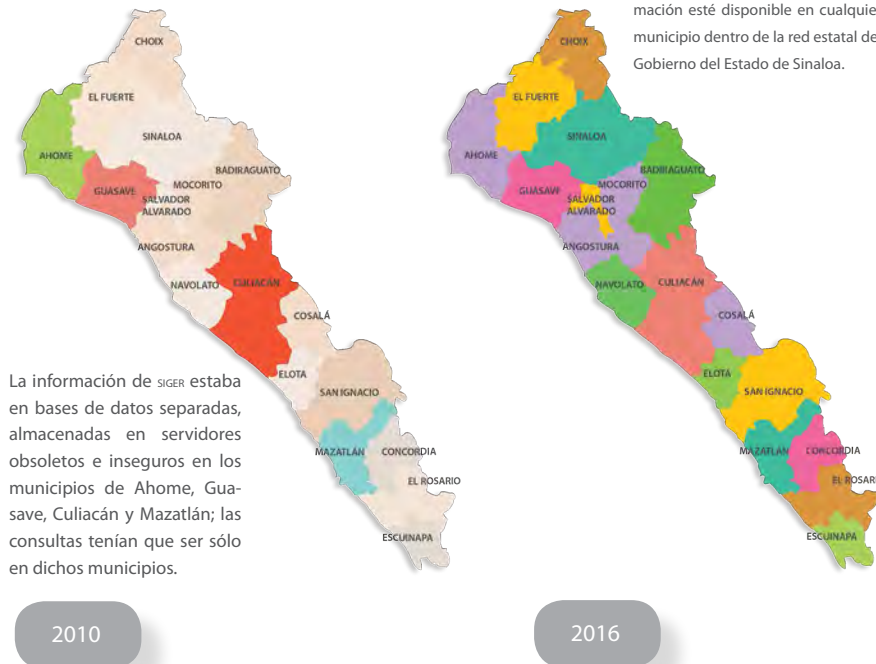 mación esté disponible en cualquie
municipio dentro de la red estatal de
Gobierno del Estado de Sinaloa.
CHOIX
EL FUERTE
SINALOA
AHOME
BADIRAGUATO
GUASAVE
MOCORITO
SALVADOR
ALVARADO
ANGOSTURA
NAVOLATO
CULIACÁN
COSALÁ
ELOTA
SAN IGNACIO
MAZATLÁN
CONCORDIA
EL ROSARIO
ESCUINAPA
La información de SIGER estaba
en bases de datos separadas,
almacenadas en servidores
obsoletos e inseguros en los
municipios de Ahome, Gua-
save, Culiacán y Mazatlán; las
consultas tenían que ser sólo
en dichos municipios.
2010
CHOIX
EL FUERTE
SINALOA
AHOME
BADIRAGUATO
GUASAVE
MOCORITO
SALVADOR
ALVARADO
ANGOSTURA
NAVOLATO
CULIACÁN
COSALÁ
ELOTA
SAN IGNACIO
MAZATLÁN
CONCORDIA
EL ROSARI
ESCUINAPA
2016